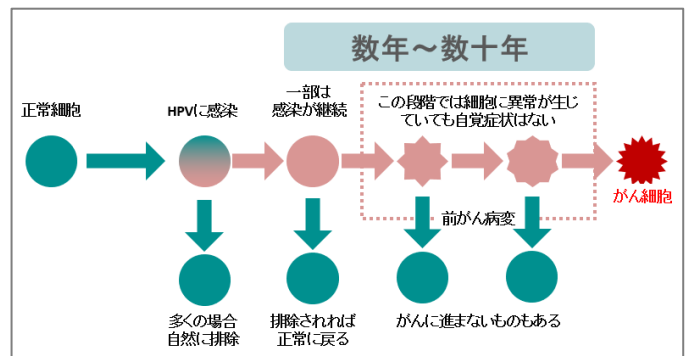 数年～数十年
正常細胞
HPVに感染
一部は
感染が継続
この段階では細胞に異常が生じ
ていても自覚症状はない
がん細胞
前がん病変
多くの場合
自然に排除
排除されれば
正常に戻る
がんに進まないものもある